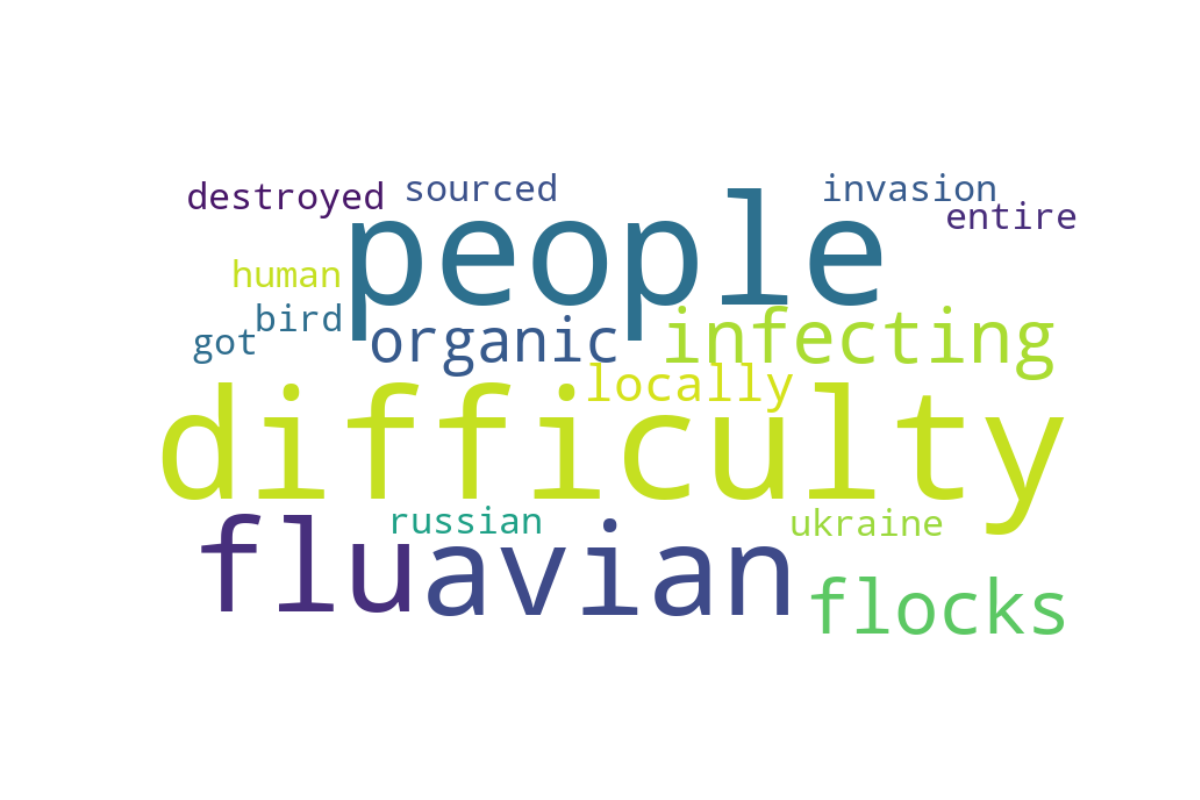 destroyed sourced invasion
entire
people
human
bird
got organic infecting
locally
difficulty
russian ukraine
flu avian flocks